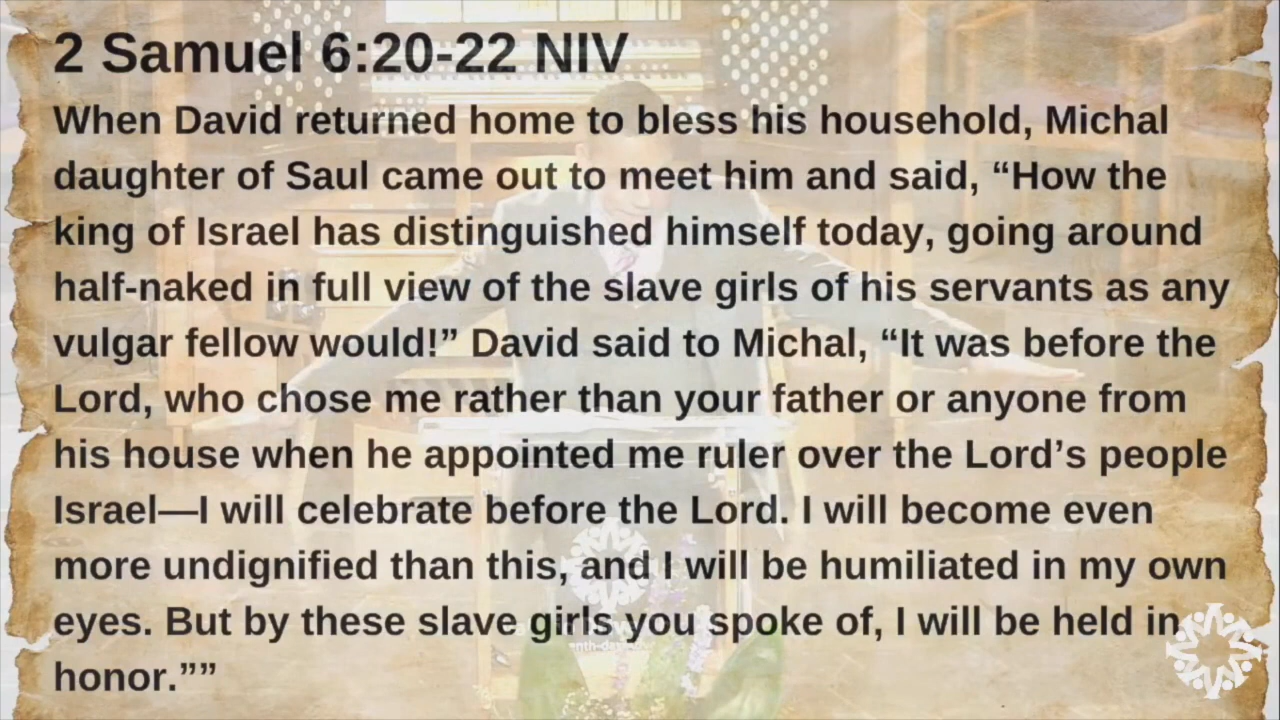 2 Samuel 6:20-22 NIV
When David returned home to bless his household, Michal
daughter of Saul came out to meet him and said, “How the
king of Israel has distinguished himself today, going around
half-naked in full view of the slave girls of his servants as any
vulgar fellow would!” David said to Michal, “It was before the
Lord, who chose me rather than your father or anyone from
his house when he appointed me ruler over the Lord’s people
Israel—I will celebrate before the Lord. I will become even
more undignified than this, and I will be humiliated in my own
eyes. But by these slave girls you spoke of, I will be held in
honor.””